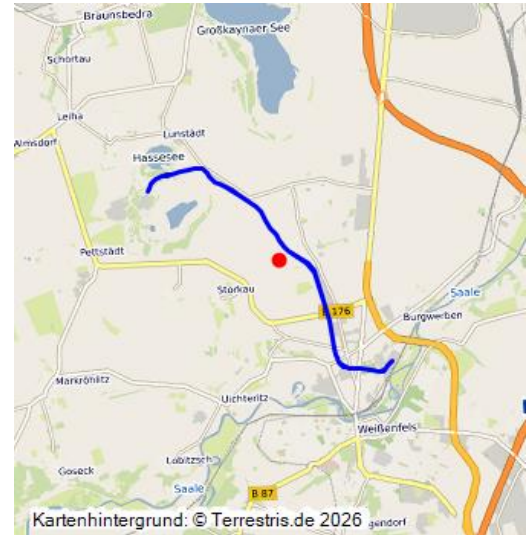 Braunsbedra
Großkaynaer See
Schortau
Leiha
Lunstädt
Almsdorf
Hassesee
Pettstädt
Storkau
Saale
B 176
Burgwerben
Markröhlitz
Uichteritz
Weißenfels
Lobitzsch
Goseck
Saale
B 87
Kartenhintergrund: © Terrestris.de 2026
gendorf